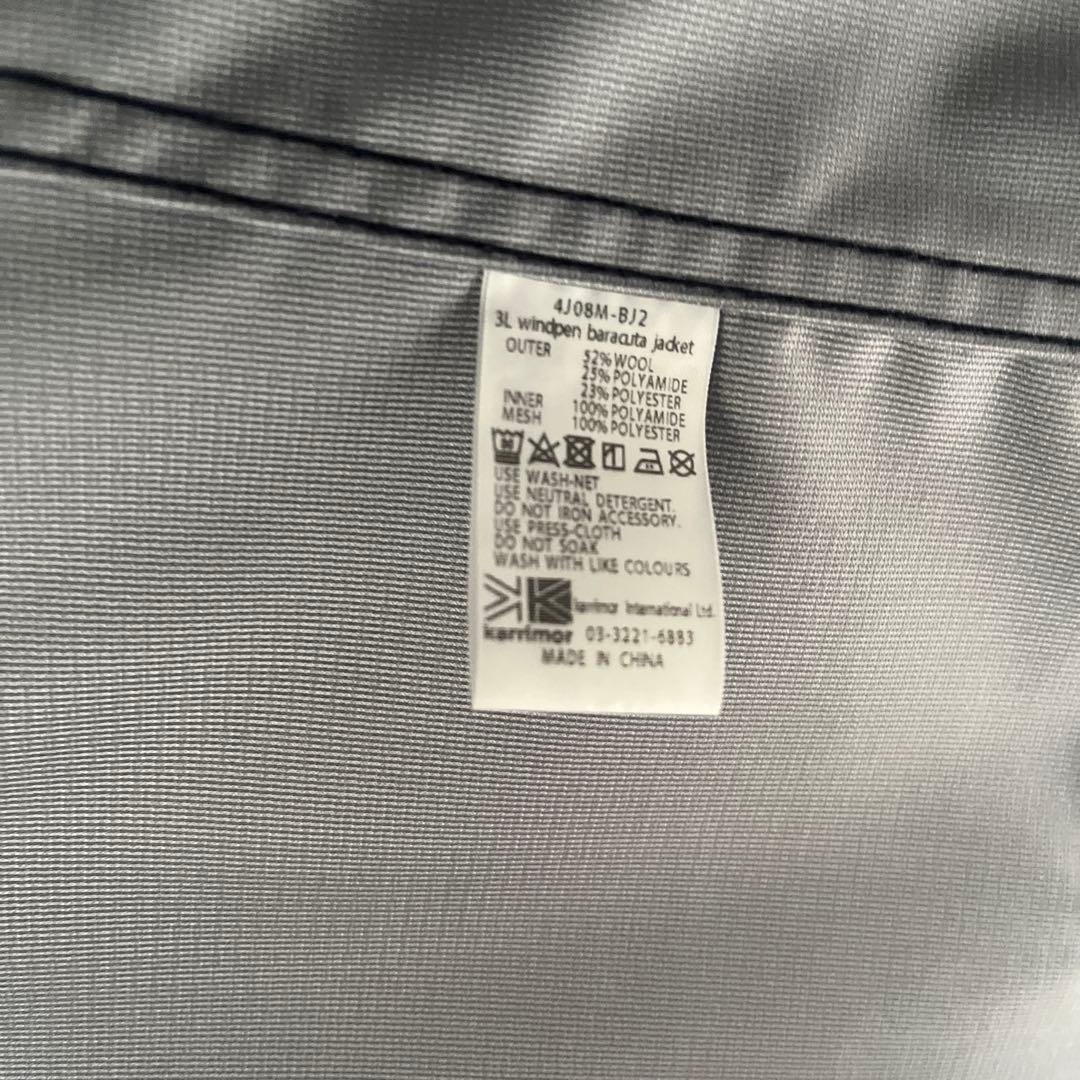 4J08M-BJ2
3L windpen baracuta jacket
OUTER 52% WOOL
25% POLYAMIDE
23% POLYESTER
INNER 100% POLYAMIDE
MESH 100% POLYESTER
USE WASH-NET
USE NEUTRAL DETERGENT.
DO NOT IRON ACCESSORY.
USE PRESS-CLOTH
DO NOT SOAK
WASH WITH LIKE COLOURS
karrimor International Ltd.
karrimor 03-3221-6883
MADE IN CHINA